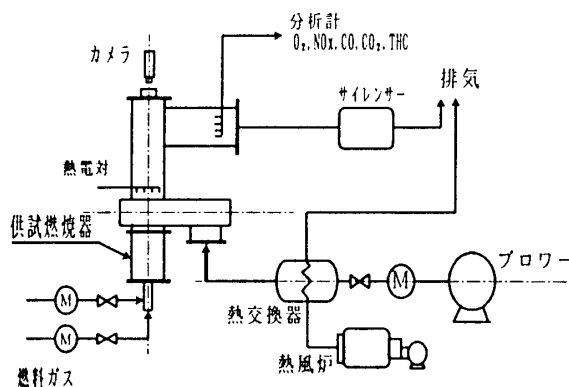 分析計
O₂,NOx,CO,CO₂,THC
カメラ
排気
サイレンサー
熱電対
供試燃焼器
ブロワー
M
M
熱交換器
M
熱風炉
燃料ガス